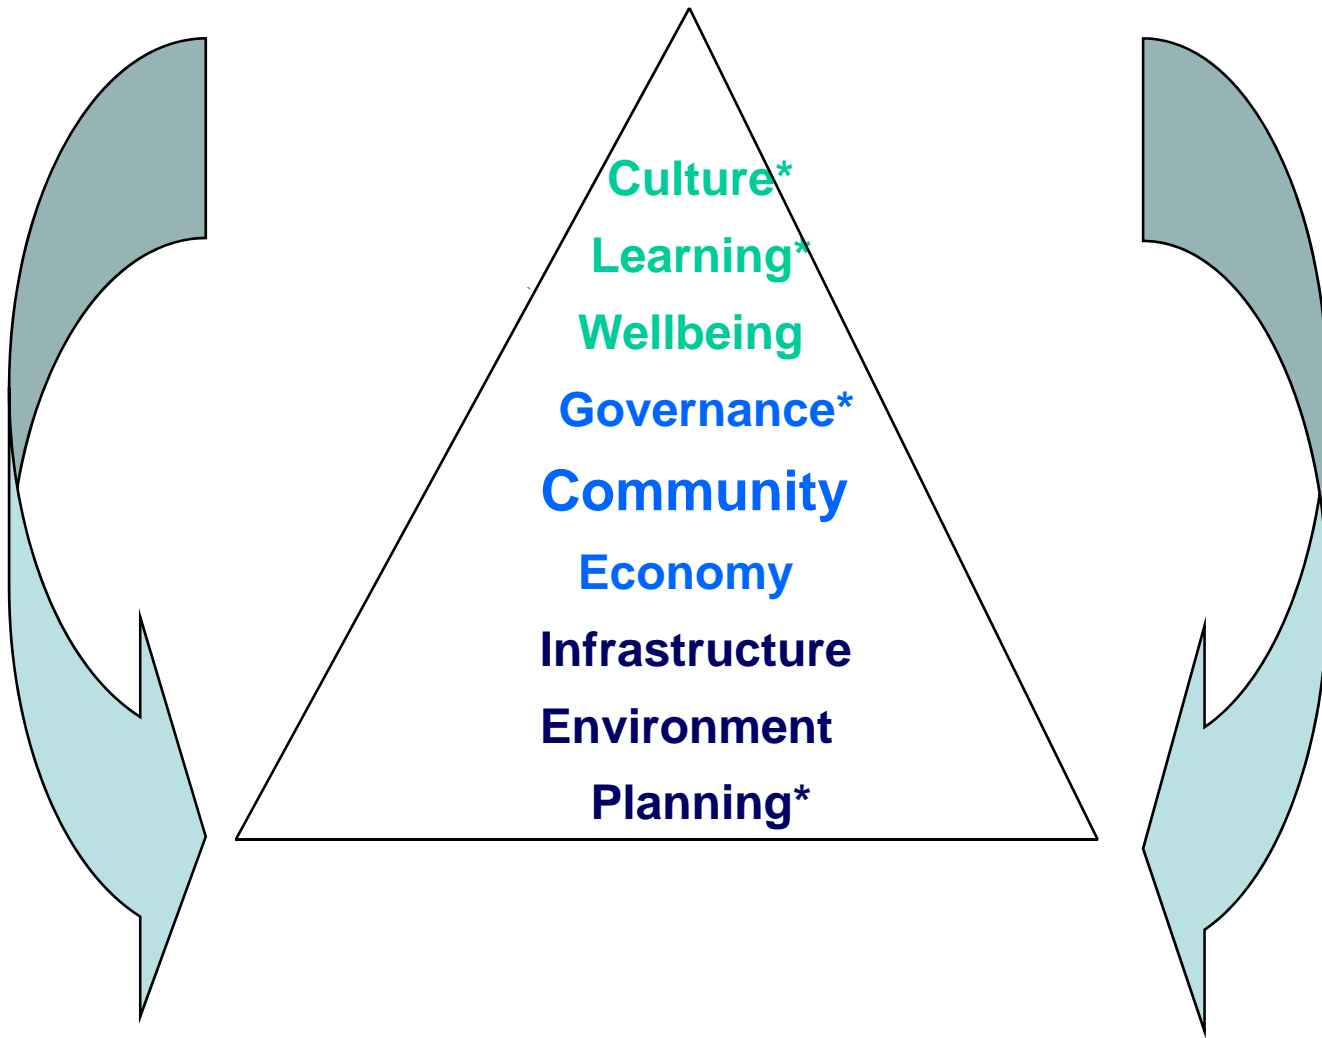 Culture*
Learning*
Wellbeing
Governance*
Community
Economy
Infrastructure
Environment
Planning*